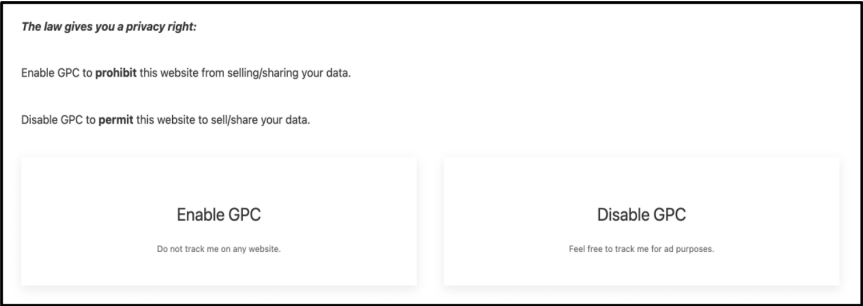 The law gives you a privacy right:
Enable GPC to prohibit this website from selling/sharing your data.
Disable GPC to permit this website to sell/share your data.
Enable GPC
Do not track me on any website.
Disable GPC
Feel free to track me for ad purposes.